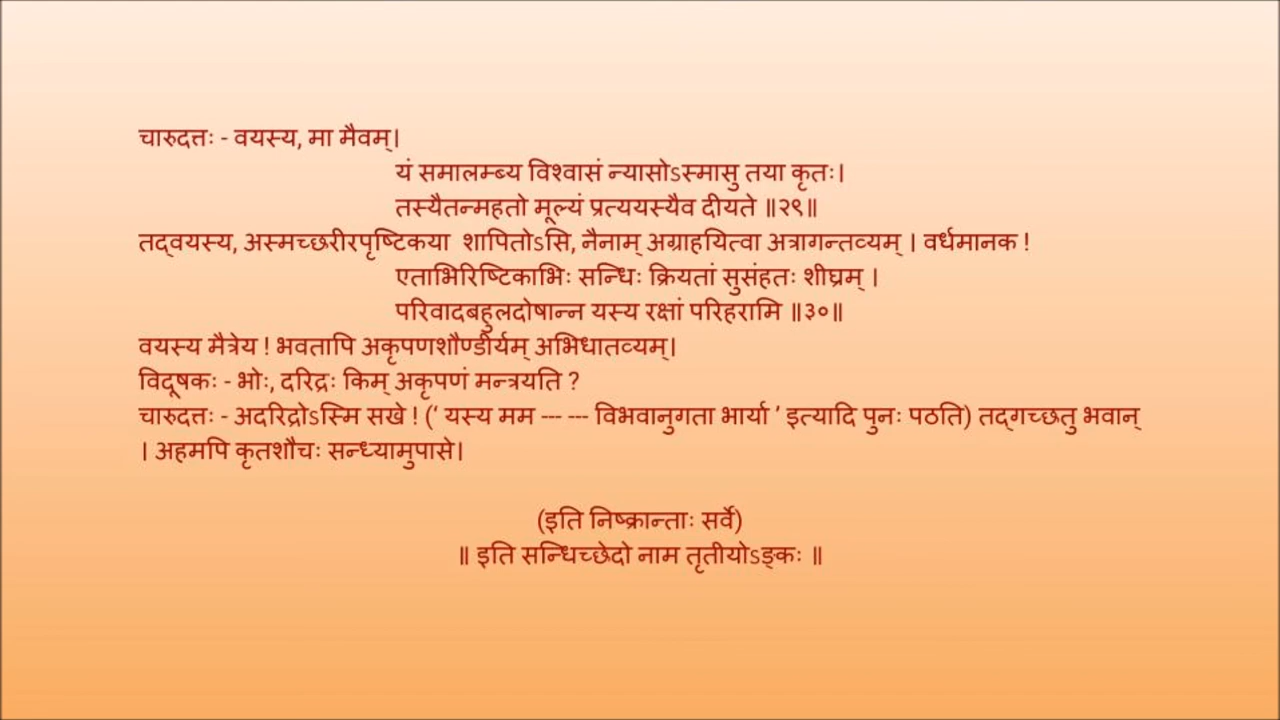 चारुदत्तः - वयस्य, मा मैवम्।
यं समालम्ब्य विश्वासं न्यासोऽस्मासु तया कृतः।
तस्यैतन्महतो मूल्यं प्रत्ययस्यैव दीयते ॥२९॥
तद्वयस्य, अस्मच्छरीरपृष्टिकया शापितोऽसि, नैनाम् अग्राहयित्वा अत्रागन्तव्यम् । वर्धमानक !
एताभिरिष्टिकाभिः सन्धिः क्रियतां सुसंहतः शीघ्रम् ।
परिवादबहुलदोषान्न यस्य रक्षां परिहरामि ॥३०॥
वयस्य मैत्रेय ! भवतापि अकृपणशौण्डीर्यम् अभिधातव्यम्।
विदूषकः - भोः, दरिद्रः किम् अकृपणं मन्त्रयति ?
चारुदत्तः - अदरिद्रोऽस्मि सखे ! (‘ यस्य मम --- --- विभवानुगता भार्या ’ इत्यादि पुनः पठति) तद्गच्छतु भवान्
। अहमपि कृतशौचः सन्ध्यामुपासे।
(इति निष्क्रान्ताः सर्वे)
॥ इति सन्धिच्छेदो नाम तृतीयोऽङ्कः ॥